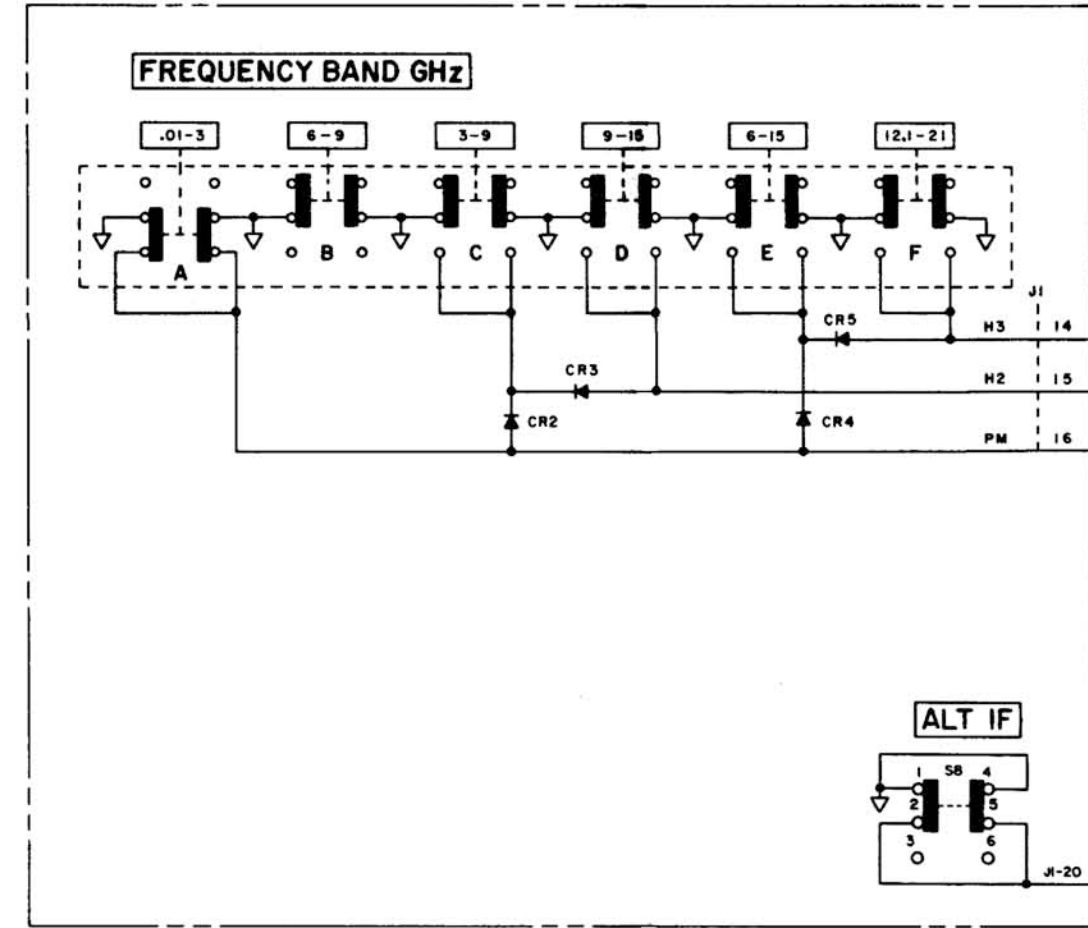 FREQUENCY BAND GHz
.01-3 6-9 3-9 9-15 6-15 12.1-21
A B C D E F
J1
CR5 H3 14
CR3 H2 15
CR2 CR4 PM 16
ALT IF
1 S8 4
2 5
3 6
J1-20